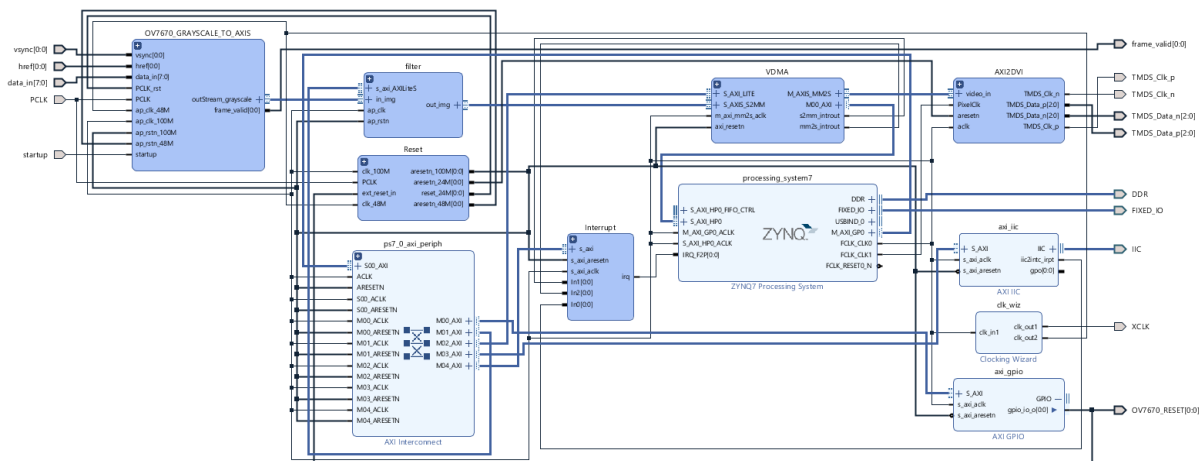 vsync[0:0]
href[0:0]
data_in[7:0]
PCLK
startup
OV7670_GRAYSCALE_TO_AXIS
vsync[0:0]
href[0:0]
data_in[7:0]
PCLK_rst
PCLK
ap_clk_48M
ap_clk_100M
ap_rstn_100M
ap_rstn_48M
startup
outStream_grayscale
frame_valid[0:0]
filter
s_axi_AXILiteS
in_img
ap_clk
ap_rstn
out_img
Reset
clk_100M
PCLK
ext_reset_in
clk_48M
aresetn_100M[0:0]
aresetn_24M[0:0]
reset_24M[0:0]
aresetn_48M[0:0]
ps7_0_axi_periph
S00_AXI
ACLK
ARESETN
S00_ACLK
S00_ARESETN
M00_ACLK
M00_ARESETN
M01_ACLK
M01_ARESETN
M02_ACLK
M02_ARESETN
M03_ACLK
M03_ARESETN
M04_ACLK
M04_ARESETN
M00_AXI
M01_AXI
M02_AXI
M03_AXI
M04_AXI
AXI Interconnect
Interrupt
s_axi
s_axi_aresetn
s_axi_aclk
In1[0:0]
In2[0:0]
In0[0:0]
irq
VDMA
S_AXI_LITE
S_AXIS_S2MM
m_axi_mm2s_aclk
axi_resetn
M_AXIS_MM2S
M00_AXI
s2mm_introut
mm2s_introut
processing_system7
S_AXI_HP0_FIFO_CTRL
S_AXI_HP0
M_AXI_GP0_ACLK
S_AXI_HP0_ACLK
IRQ_F2P[0:0]
ZYNQ
DDR
FIXED_IO
USBIND_0
M_AXI_GP0
FCLK_CLK0
FCLK_CLK1
FCLK_RESET0_N
ZYNQ7 Processing System
AXI2DVI
video_in
PixelClk
aresetn
aclk
TMDS_Clk_n
TMDS_Data_p[2:0]
TMDS_Data_n[2:0]
TMDS_Clk_p
axi_iic
S_AXI
s_axi_aclk
s_axi_aresetn
IIC
iic2intc_irpt
gpo[0:0]
AXI IIC
clk_wiz
clk_in1
clk_out1
clk_out2
Clocking Wizard
axi_gpio
S_AXI
s_axi_aclk
s_axi_aresetn
GPIO
gpio_io_o[0:0]
AXI GPIO
frame_valid[0:0]
TMDS_Clk_p
TMDS_Clk_n
TMDS_Data_n[2:0]
TMDS_Data_p[2:0]
DDR
FIXED_IO
IIC
XCLK
OV7670_RESET[0:0]